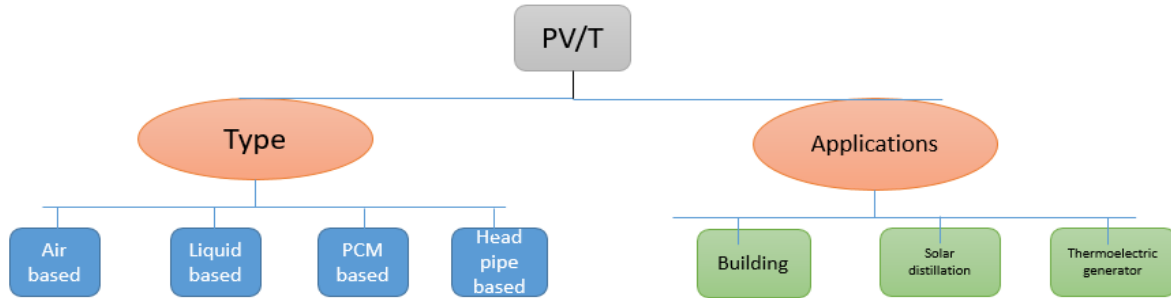 PV/T
Type
Applications
Air
based
Liquid
based
PCM
based
Head
pipe
based
Building
Solar
distillation
Thermoelectric
generator